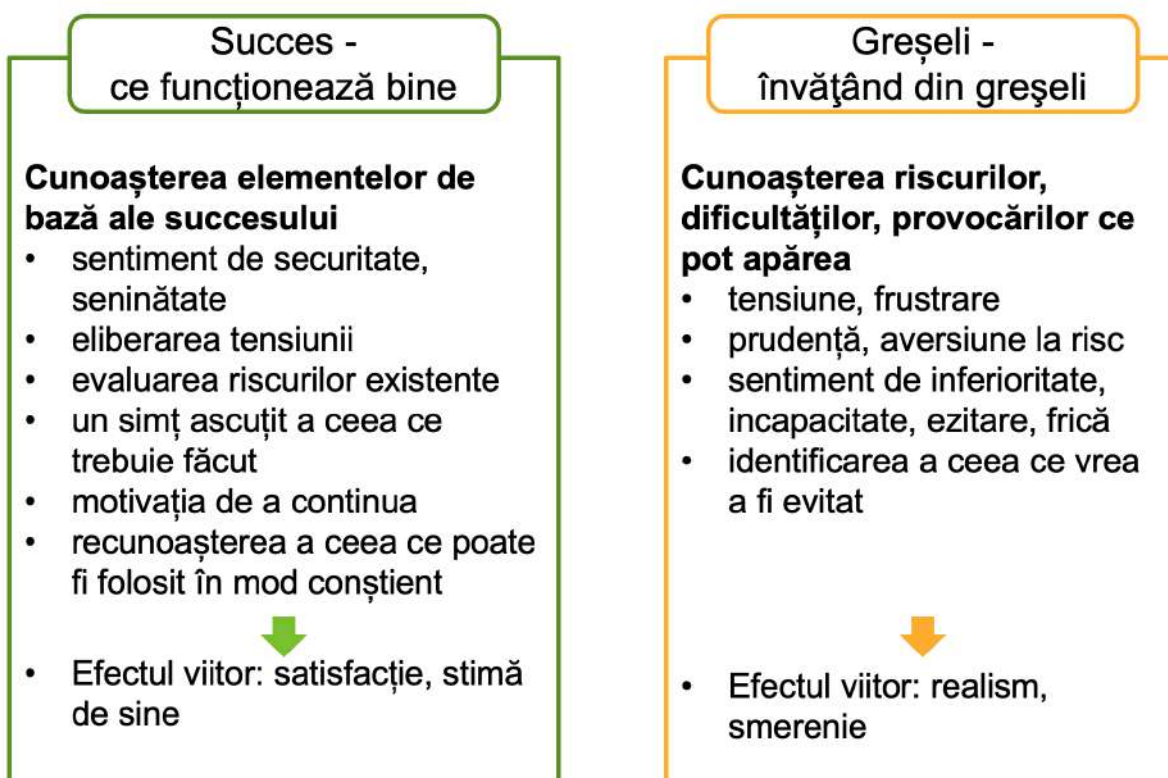 Succes -
ce funcționează bine
Cunoașterea elementelor de
bază ale succesului
• sentiment de securitate,
seninătate
• eliberarea tensiunii
• evaluarea riscurilor existente
• un simț ascuțit a ceea ce
trebuie făcut
• motivația de a continua
• recunoașterea a ceea ce poate
fi folosit în mod conștient
• Efectul viitor: satisfacție, stimă
de sine
Greșeli -
învăţând din greşeli
Cunoașterea riscurilor,
dificultăților, provocărilor ce
pot apărea
• tensiune, frustrare
• prudență, aversiune la risc
• sentiment de inferioritate,
incapacitate, ezitare, frică
• identificarea a ceea ce vrea
a fi evitat
• Efectul viitor: realism,
smerenie